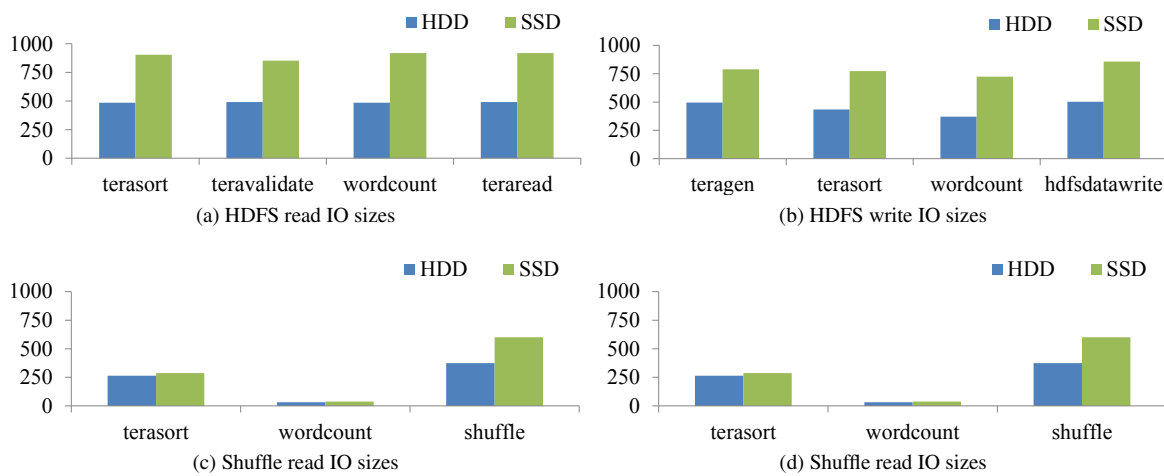 HDD SSD
1000
750
500
250
0
terasort teravalidate wordcount teraread
(a) HDFS read IO sizes
HDD SSD
1000
750
500
250
0
teragen terasort wordcount hdfsdatawrite
(b) HDFS write IO sizes
HDD SSD
1000
750
500
250
0
terasort wordcount shuffle
(c) Shuffle read IO sizes
HDD SSD
1000
750
500
250
0
terasort wordcount shuffle
(d) Shuffle read IO sizes